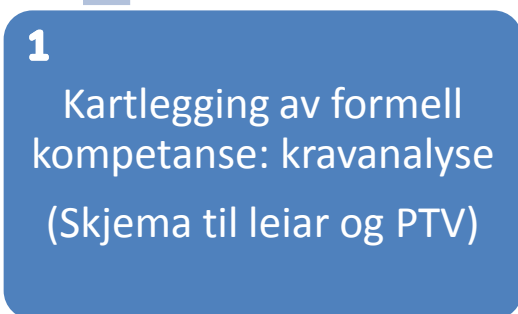 1
Kartlegging av formell
kompetanse: kravanalyse
(Skjema til leiar og PTV)